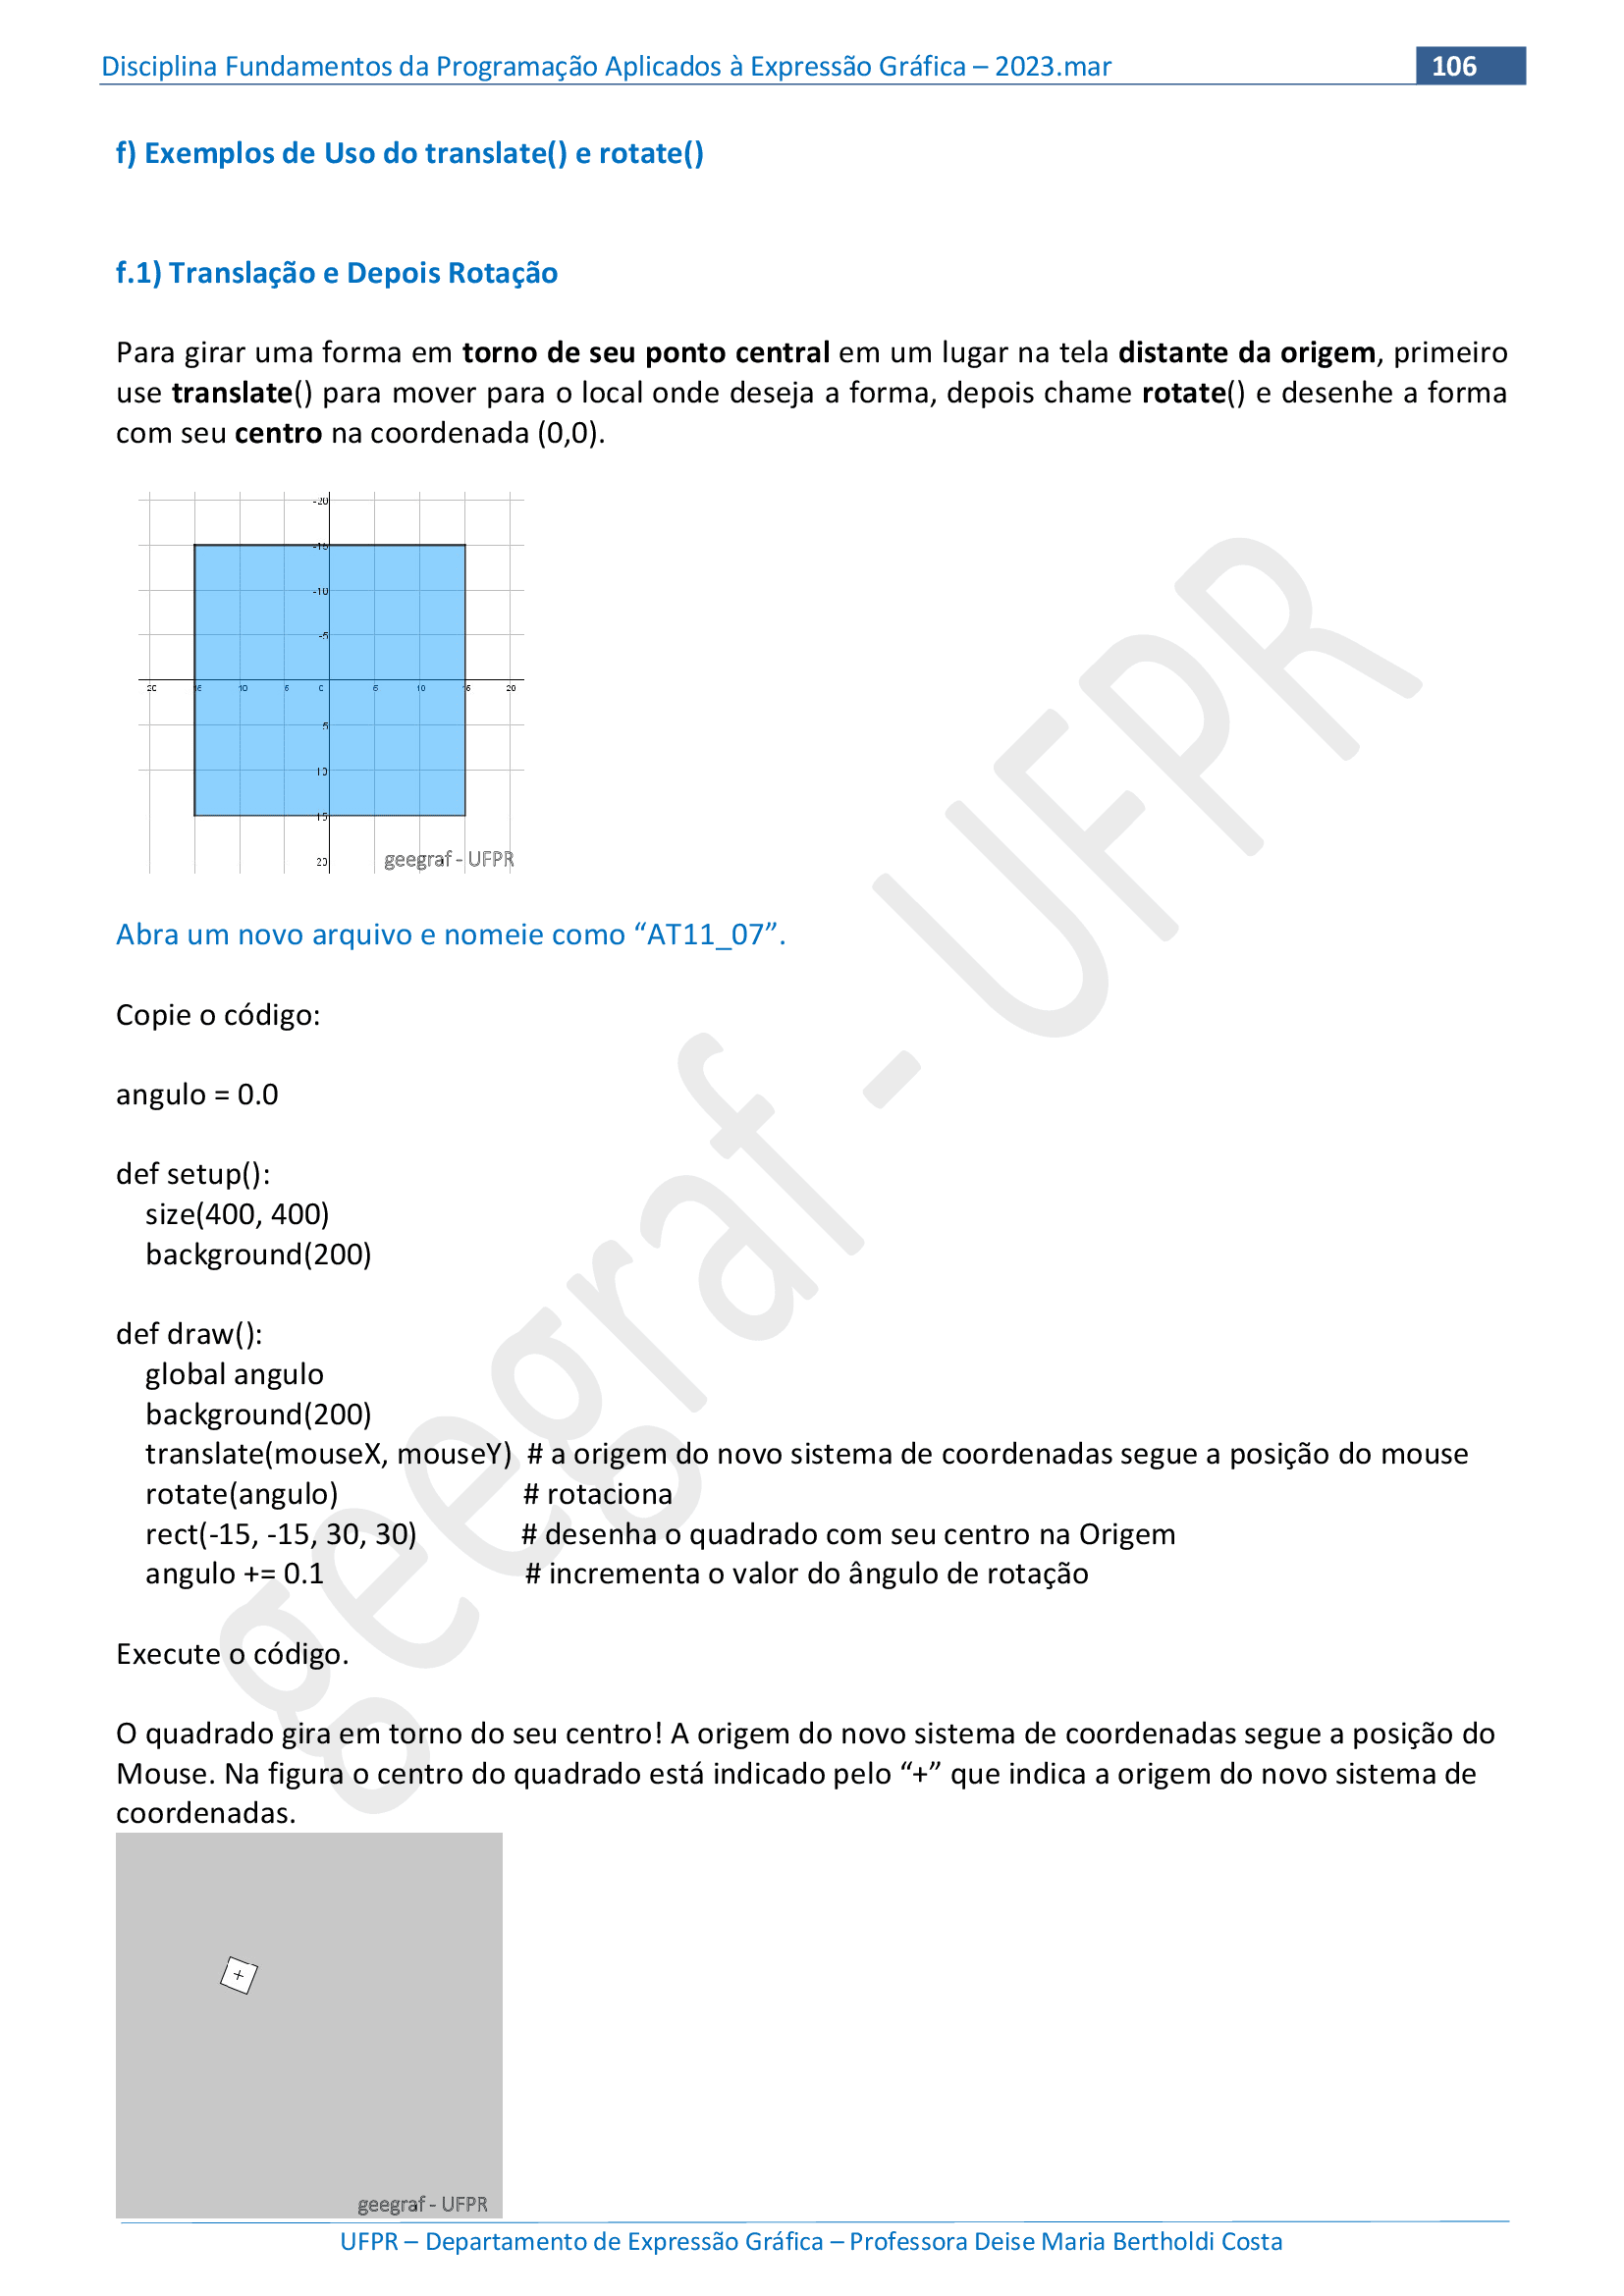 Disciplina Fundamentos da Programação Aplicados à Expressão Gráfica – 2023.mar 106
f) Exemplos de Uso do translate() e rotate()
f.1) Translação e Depois Rotação
Para girar uma forma em torno de seu ponto central em um lugar na tela distante da origem, primeiro
use translate() para mover para o local onde deseja a forma, depois chame rotate() e desenhe a forma
com seu centro na coordenada (0,0).
-20
-15
-10
-5
20 15 10 5 0 5 10 15 20
5
10
15
20
geegraf - UFPR
Abra um novo arquivo e nomeie como “AT11_07”.
Copie o código:
angulo = 0.0
def setup():
size(400, 400)
background(200)
def draw():
global angulo
background(200)
translate(mouseX, mouseY) # a origem do novo sistema de coordenadas segue a posição do mouse
rotate(angulo) # rotaciona
rect(-15, -15, 30, 30) # desenha o quadrado com seu centro na Origem
angulo += 0.1 # incrementa o valor do ângulo de rotação
Execute o código.
O quadrado gira em torno do seu centro! A origem do novo sistema de coordenadas segue a posição do
Mouse. Na figura o centro do quadrado está indicado pelo “+” que indica a origem do novo sistema de
coordenadas.
+
geegraf - UFPR
UFPR – Departamento de Expressão Gráfica – Professora Deise Maria Bertholdi Costa
geegraf - UFPR